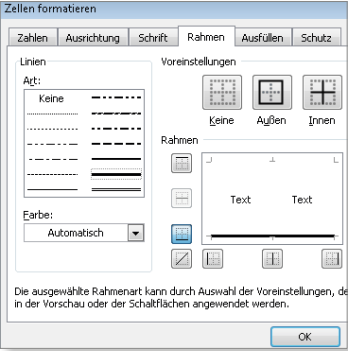 Zellen formatieren
Zahlen Ausrichtung Schrift Rahmen Ausfüllen Schutz
Linien
Art:
Keine
Farbe:
Automatisch
Voreinstellungen
Keine Außen Innen
Rahmen
Text Text
Die ausgewählte Rahmenart kann durch Auswahl der Voreinstellungen, de
in der Vorschau oder der Schaltflächen angewendet werden.
OK